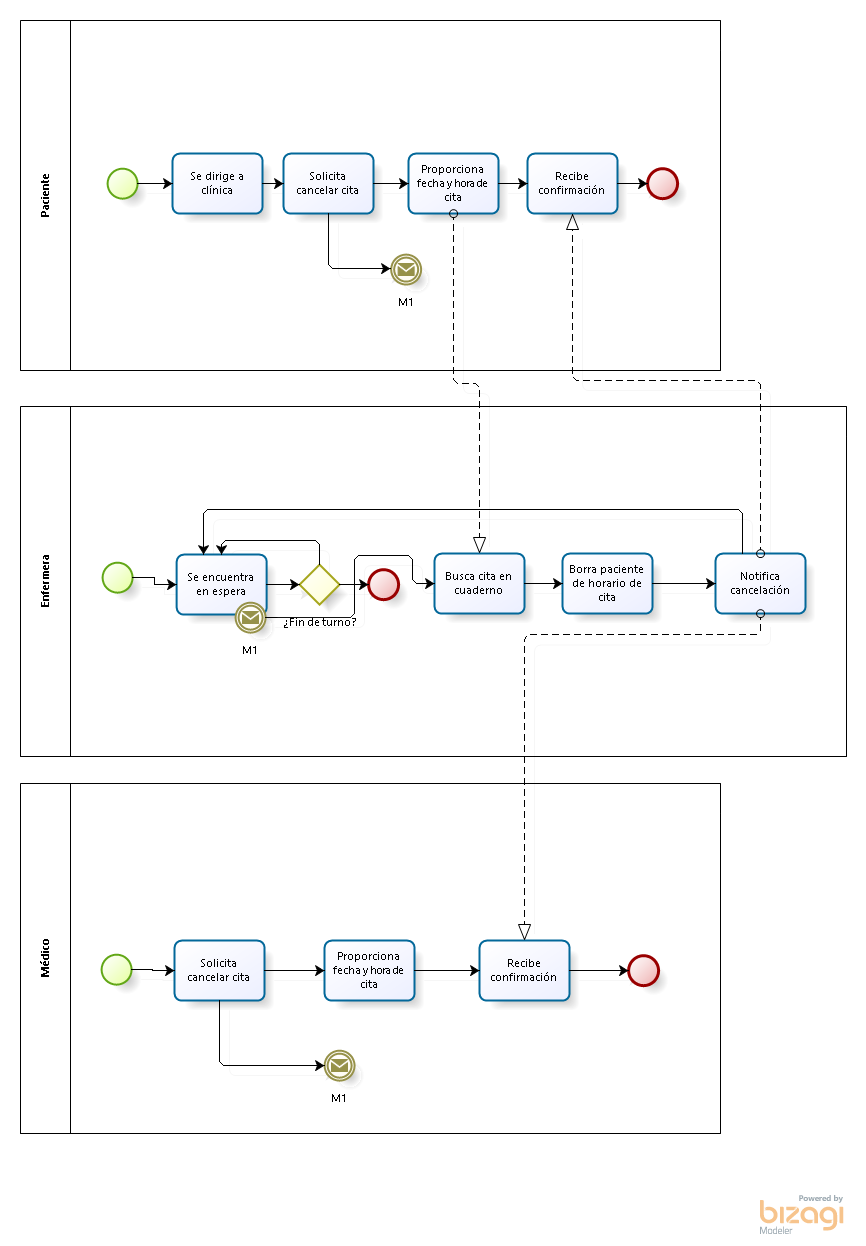 Paciente
Se dirige a
clínica
Solicita
cancelar cita
Proporciona
fecha y hora de
cita
Recibe
confirmación
M1
Enfermera
Se encuentra
en espera
M1
¿Fin de turno?
Busca cita en
cuaderno
Borra paciente
de horario de
cita
Notifica
cancelación
Médico
Solicita
cancelar cita
Proporciona
fecha y hora de
cita
Recibe
confirmación
M1
Powered by
bizagi
Modeler